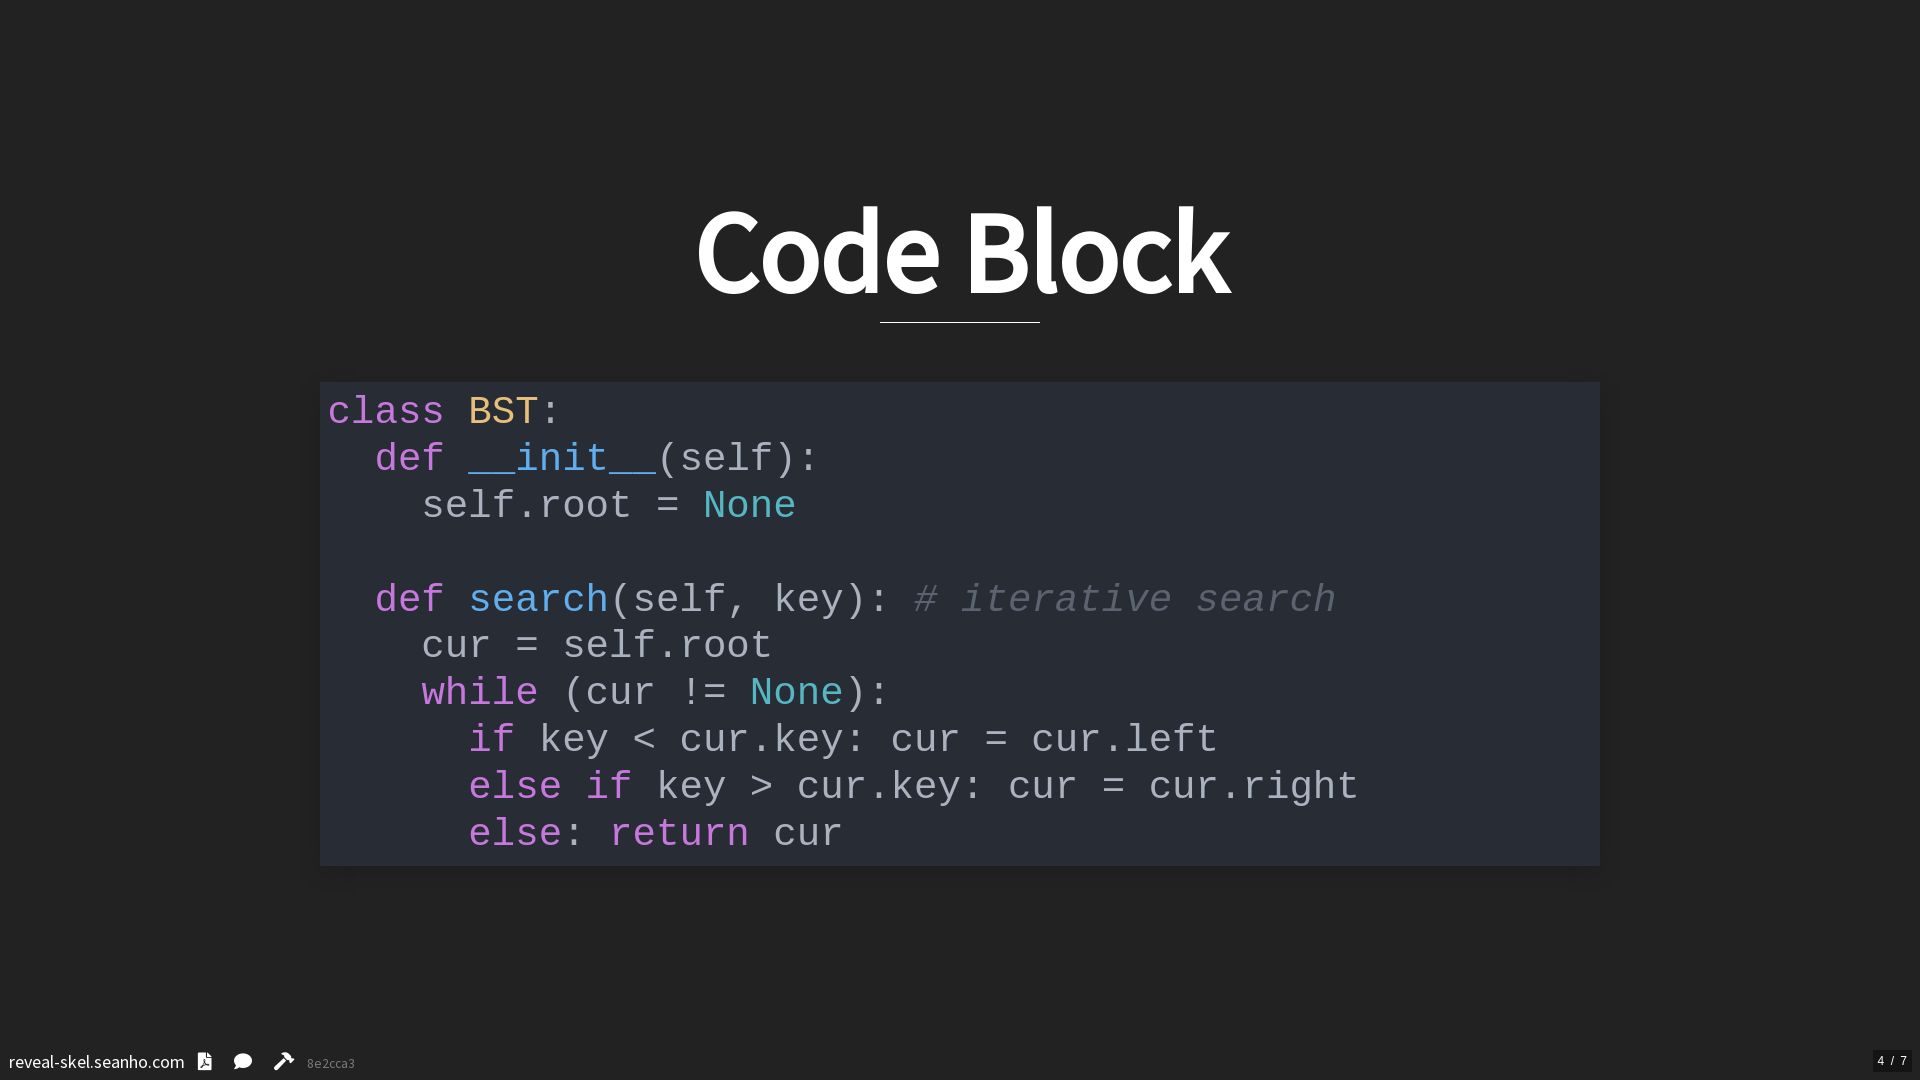 Code Block
class BST:
  def __init__(self):
    self.root = None

  def search(self, key): # iterative search
    cur = self.root
    while (cur != None):
      if key < cur.key: cur = cur.left
      else if key > cur.key: cur = cur.right
      else: return cur
reveal-skel.seanho.com 8e2cca3
4 / 7